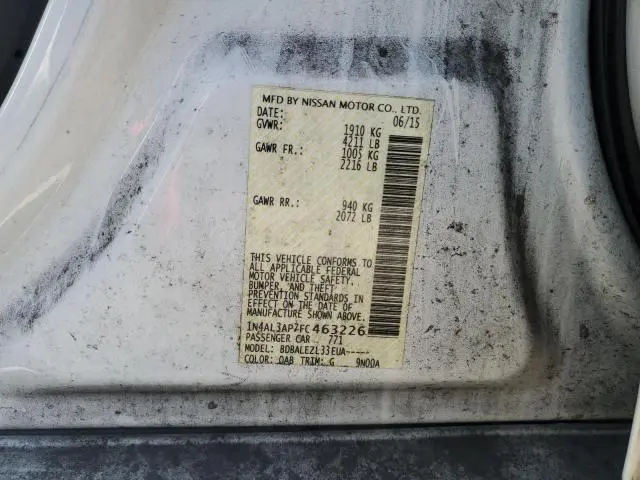 MFD BY NISSAN MOTOR CO., LTD.
DATE: 06/15
GVWR: 1910 KG
4211 LB
GAWR FR.: 1005 KG
2216 LB
GAWR RR.: 940 KG
2072 LB
THIS VEHICLE CONFORMS TO
ALL APPLICABLE FEDERAL
MOTOR VEHICLE SAFETY,
BUMPER, AND THEFT
PREVENTION STANDARDS IN
EFFECT ON THE DATE OF
MANUFACTURE SHOWN ABOVE.
1N4AL3AP7FC463226
PASSENGER CAR 771
MODEL: BDBALEZL33EUA-----
COLOR: QAB TRIM: G 9NODA